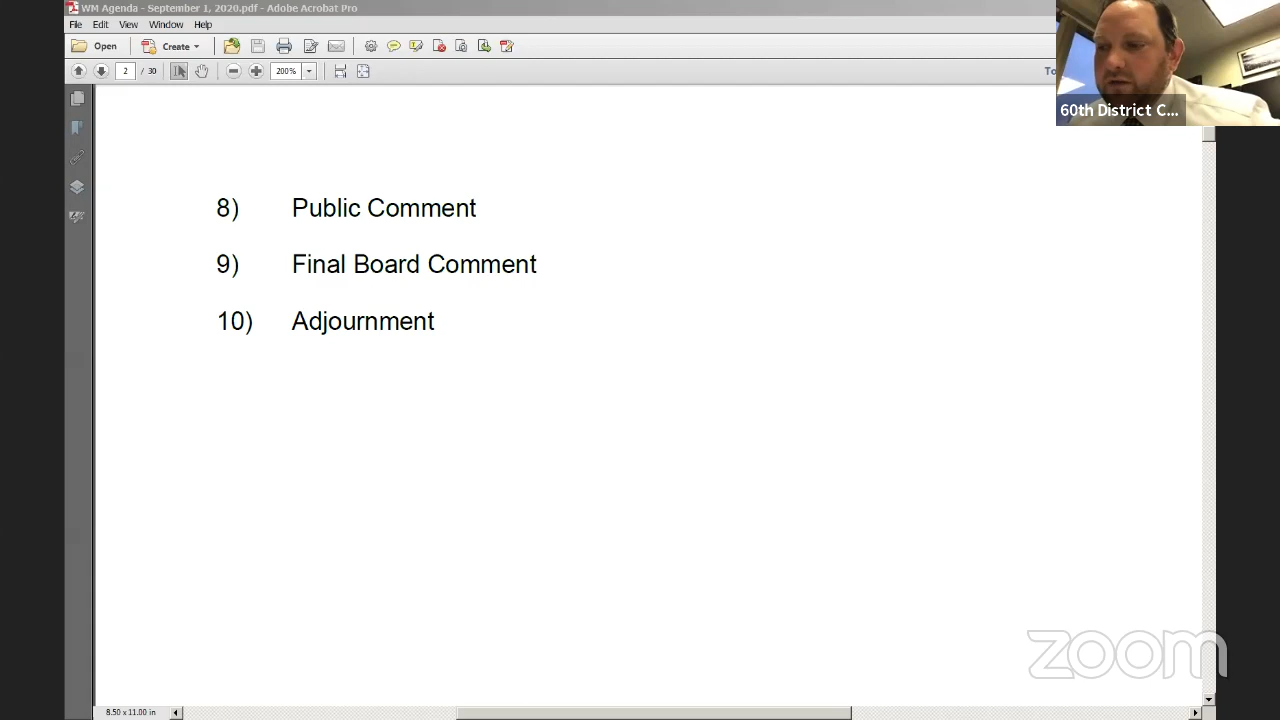 WM Agenda - September 1, 2020.pdf - Adobe Acrobat Pro
File Edit View Window Help
Open Create
2 / 30 200% To
60th District C...
8) Public Comment
9) Final Board Comment
10) Adjournment
zoom
8.50 x 11.00 in